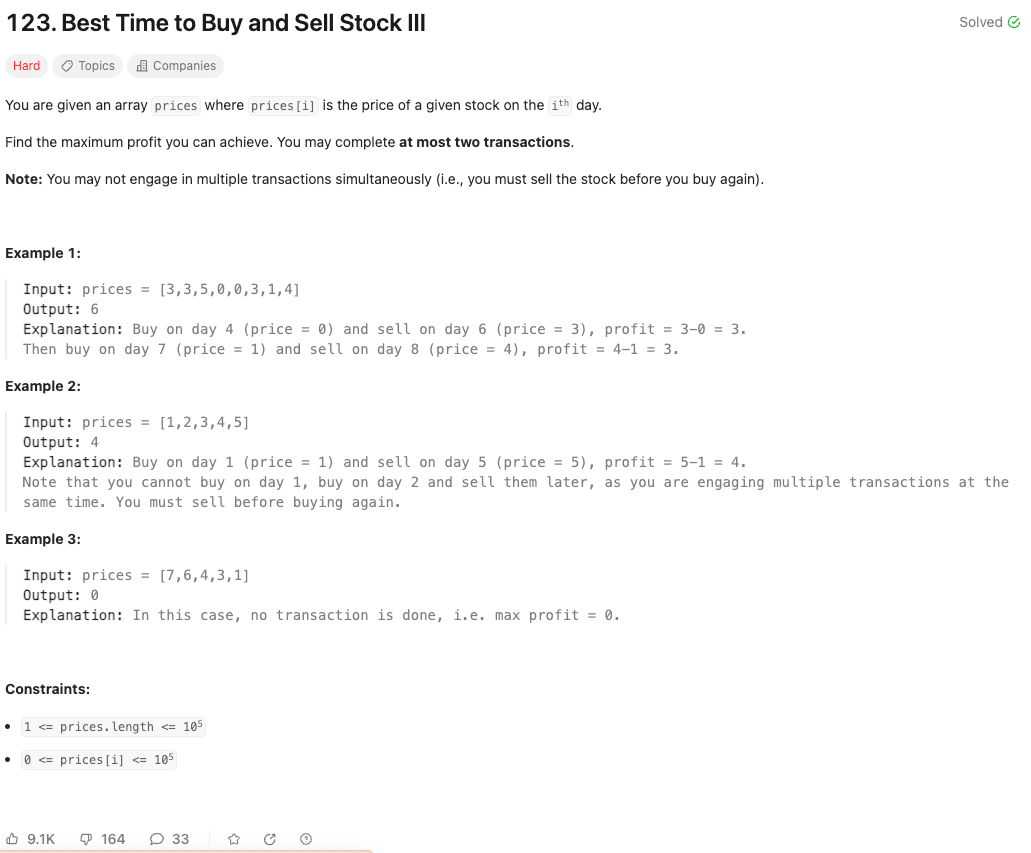 123. Best Time to Buy and Sell Stock III
Solved
Hard Topics Companies
You are given an array prices where prices[i] is the price of a given stock on the ith day.
Find the maximum profit you can achieve. You may complete at most two transactions.
Note: You may not engage in multiple transactions simultaneously (i.e., you must sell the stock before you buy again).
Example 1:
Input: prices = [3,3,5,0,0,3,1,4]
Output: 6
Explanation: Buy on day 4 (price = 0) and sell on day 6 (price = 3), profit = 3-0 = 3.
Then buy on day 7 (price = 1) and sell on day 8 (price = 4), profit = 4-1 = 3.
Example 2:
Input: prices = [1,2,3,4,5]
Output: 4
Explanation: Buy on day 1 (price = 1) and sell on day 5 (price = 5), profit = 5-1 = 4.
Note that you cannot buy on day 1, buy on day 2 and sell them later, as you are engaging multiple transactions at the
same time. You must sell before buying again.
Example 3:
Input: prices = [7,6,4,3,1]
Output: 0
Explanation: In this case, no transaction is done, i.e. max profit = 0.
Constraints:
• 1 <= prices.length <= 10⁵
• 0 <= prices[i] <= 10⁵
9.1K 164 33